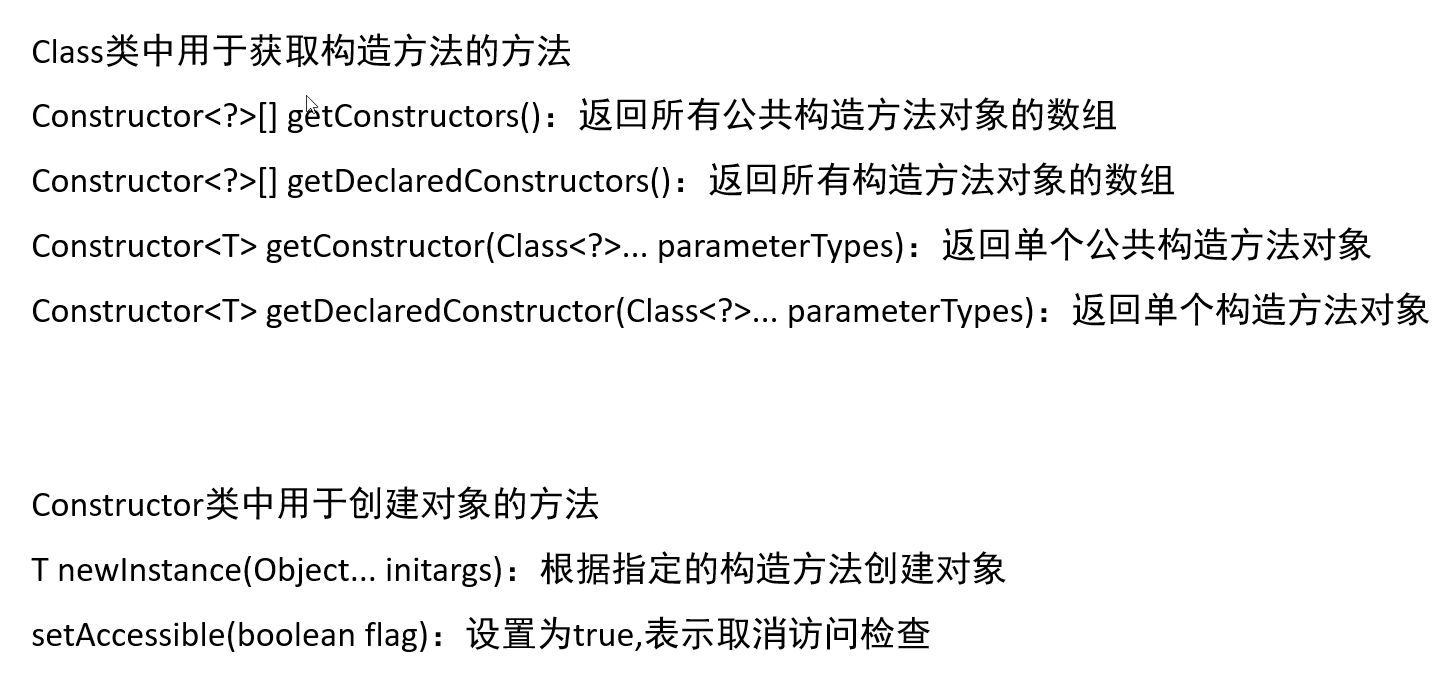 Class类中用于获取构造方法的方法
Constructor<?>[] getConstructors()：返回所有公共构造方法对象的数组
Constructor<?>[] getDeclaredConstructors()：返回所有构造方法对象的数组
Constructor<T> getConstructor(Class<?>... parameterTypes)：返回单个公共构造方法对象
Constructor<T> getDeclaredConstructor(Class<?>... parameterTypes)：返回单个构造方法对象
Constructor类中用于创建对象的方法
T newInstance(Object... initargs)：根据指定的构造方法创建对象
setAccessible(boolean flag)：设置为true,表示取消访问检查